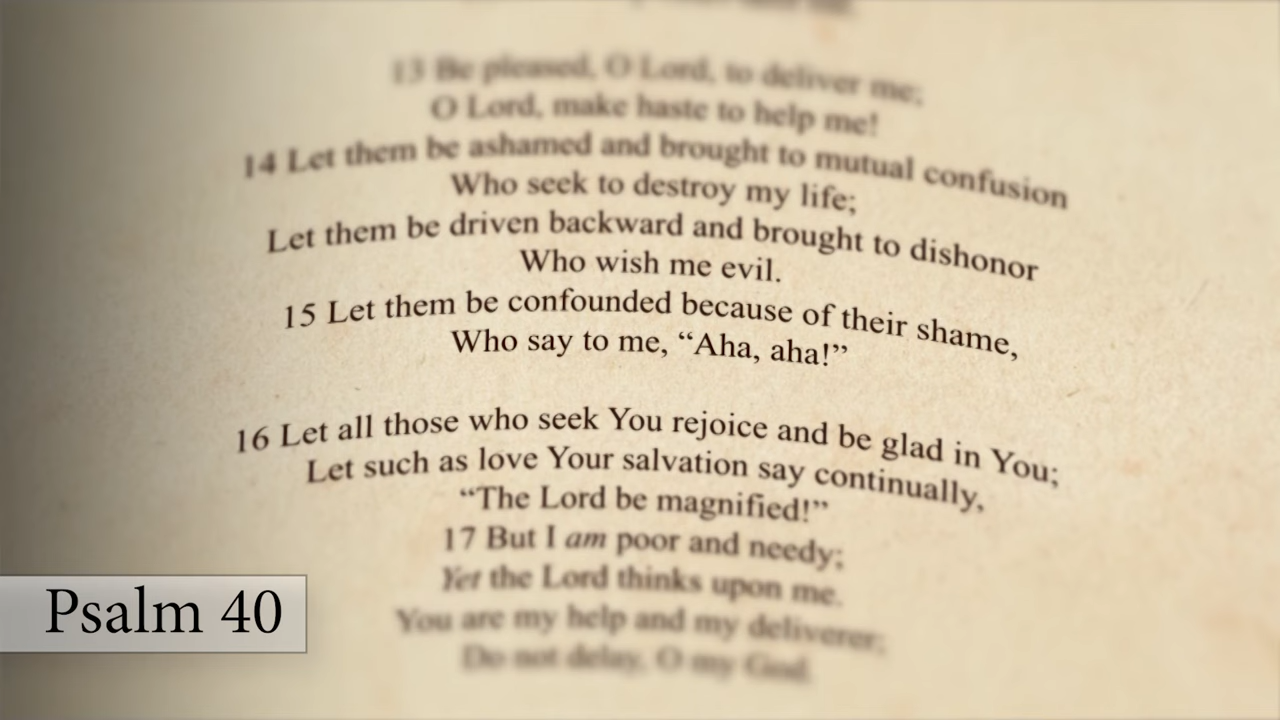 13 Be pleased, O Lord, to deliver me;
O Lord, make haste to help me!
14 Let them be ashamed and brought to mutual confusion
Who seek to destroy my life;
Let them be driven backward and brought to dishonor
Who wish me evil.
15 Let them be confounded because of their shame,
Who say to me, “Aha, aha!”
16 Let all those who seek You rejoice and be glad in You;
Let such as love Your salvation say continually,
“The Lord be magnified!”
17 But I am poor and needy;
Yet the Lord thinks upon me.
You are my help and my deliverer;
Do not delay, O my God.
Psalm 40